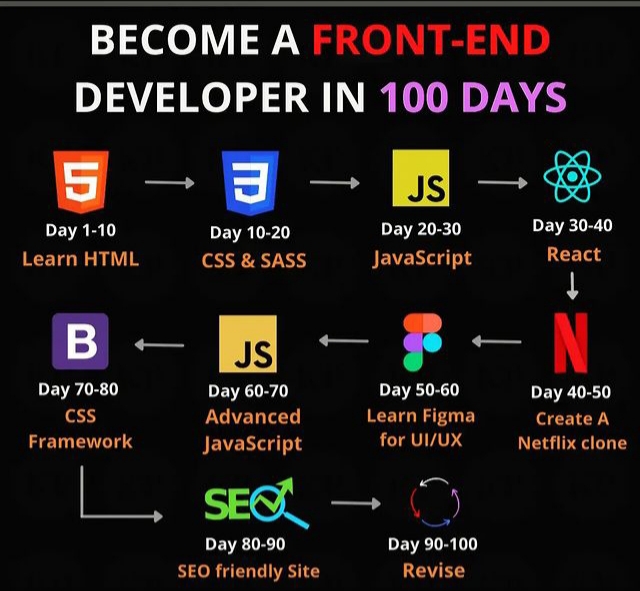 BECOME A FRONT-END
DEVELOPER IN 100 DAYS
5
3
JS
Day 1-10
Learn HTML
Day 10-20
CSS & SASS
Day 20-30
JavaScript
Day 30-40
React
B
JS
N
Day 70-80
CSS
Framework
Day 60-70
Advanced
JavaScript
Day 50-60
Learn Figma
for UI/UX
Day 40-50
Create A
Netflix clone
SEO
Day 80-90
SEO friendly Site
Day 90-100
Revise